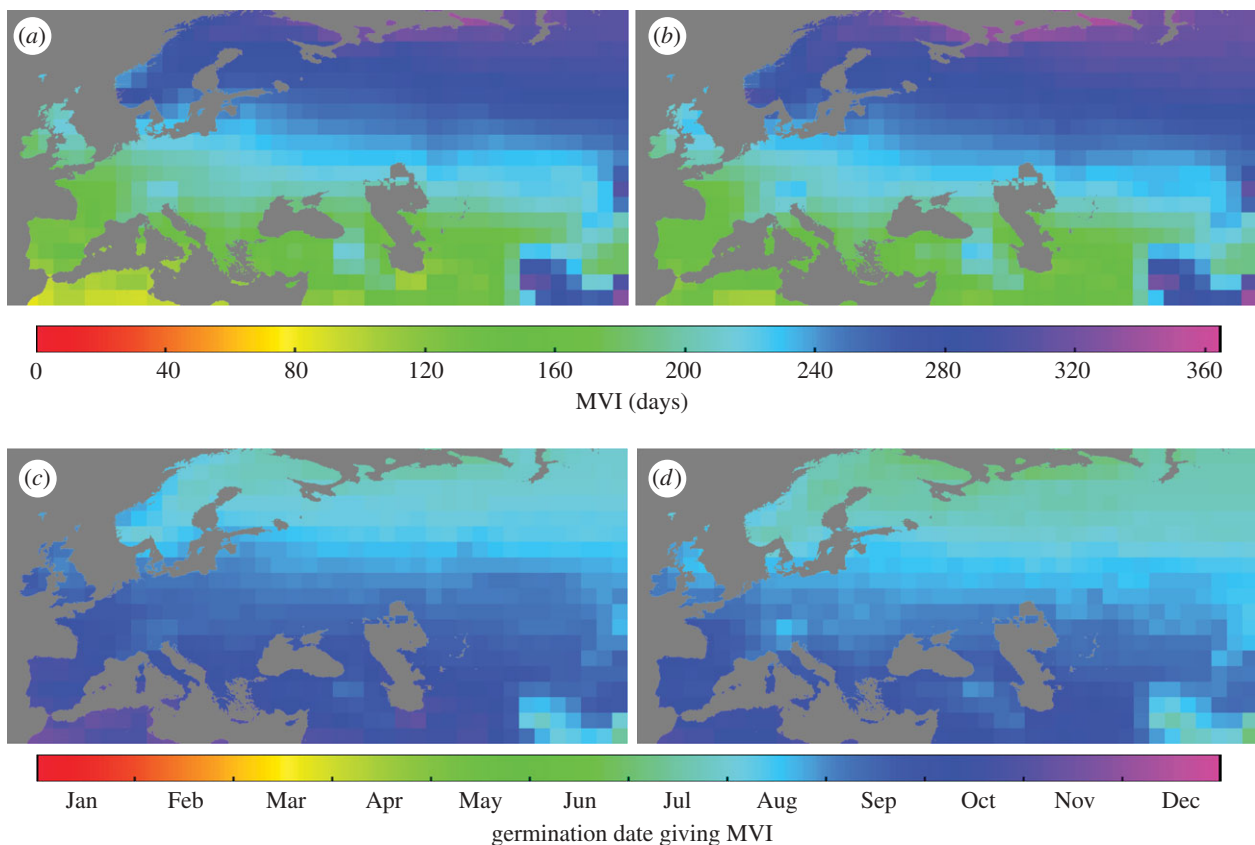 (a) (b)
0 40 80 120 160 200 240 280 320 360
MVI (days)
(c) (d)
Jan Feb Mar Apr May Jun Jul Aug Sep Oct Nov Dec
germination date giving MVI